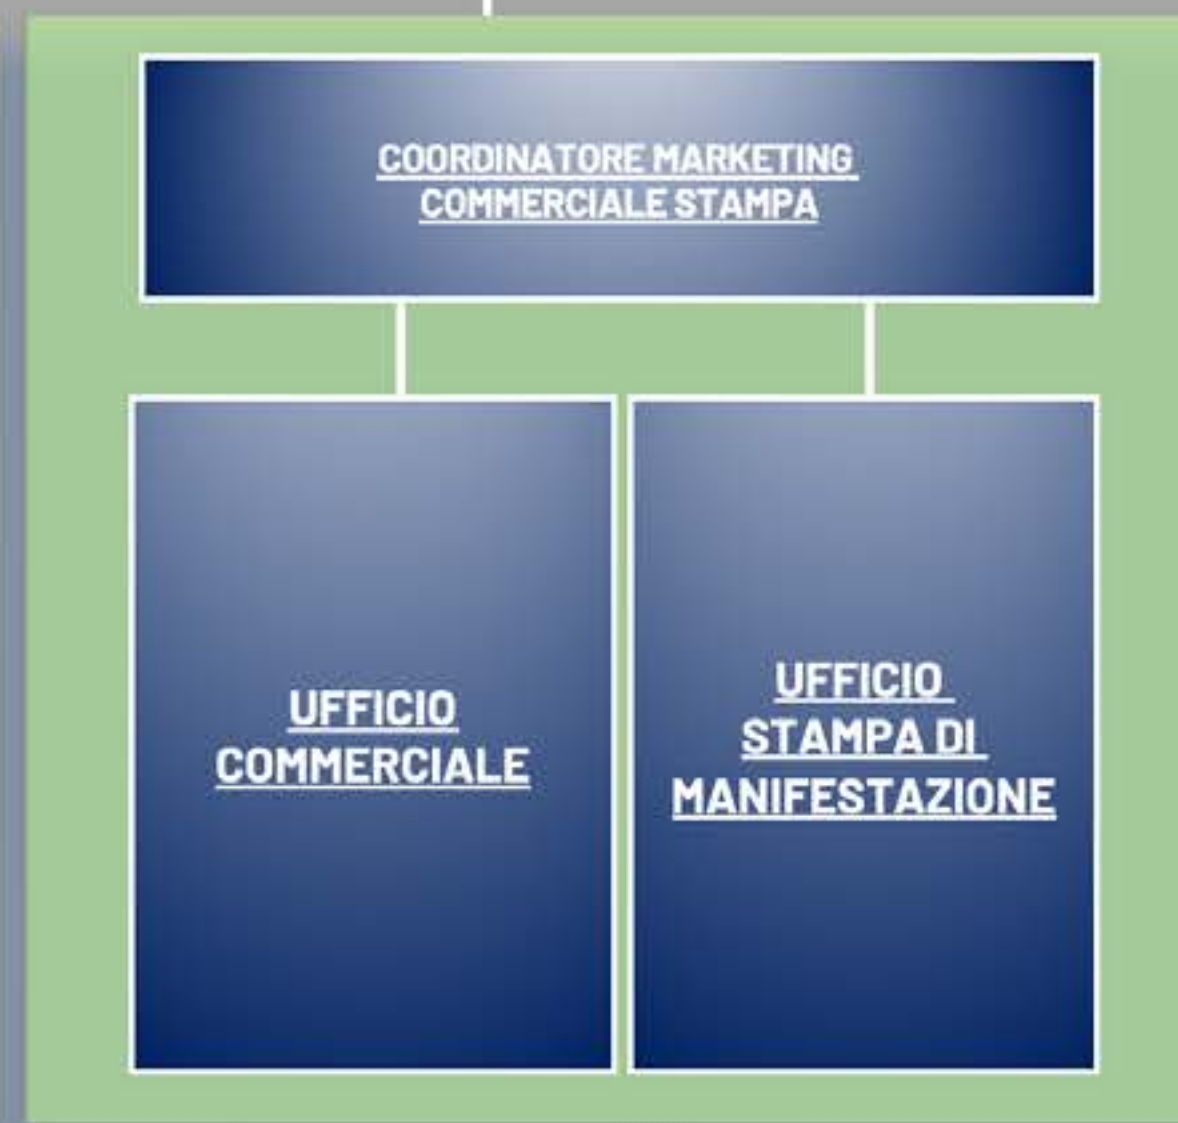 COORDINATORE MARKETING
COMMERCIALE STAMPA
UFFICIO
COMMERCIALE
UFFICIO
STAMPA DI
MANIFESTAZIONE